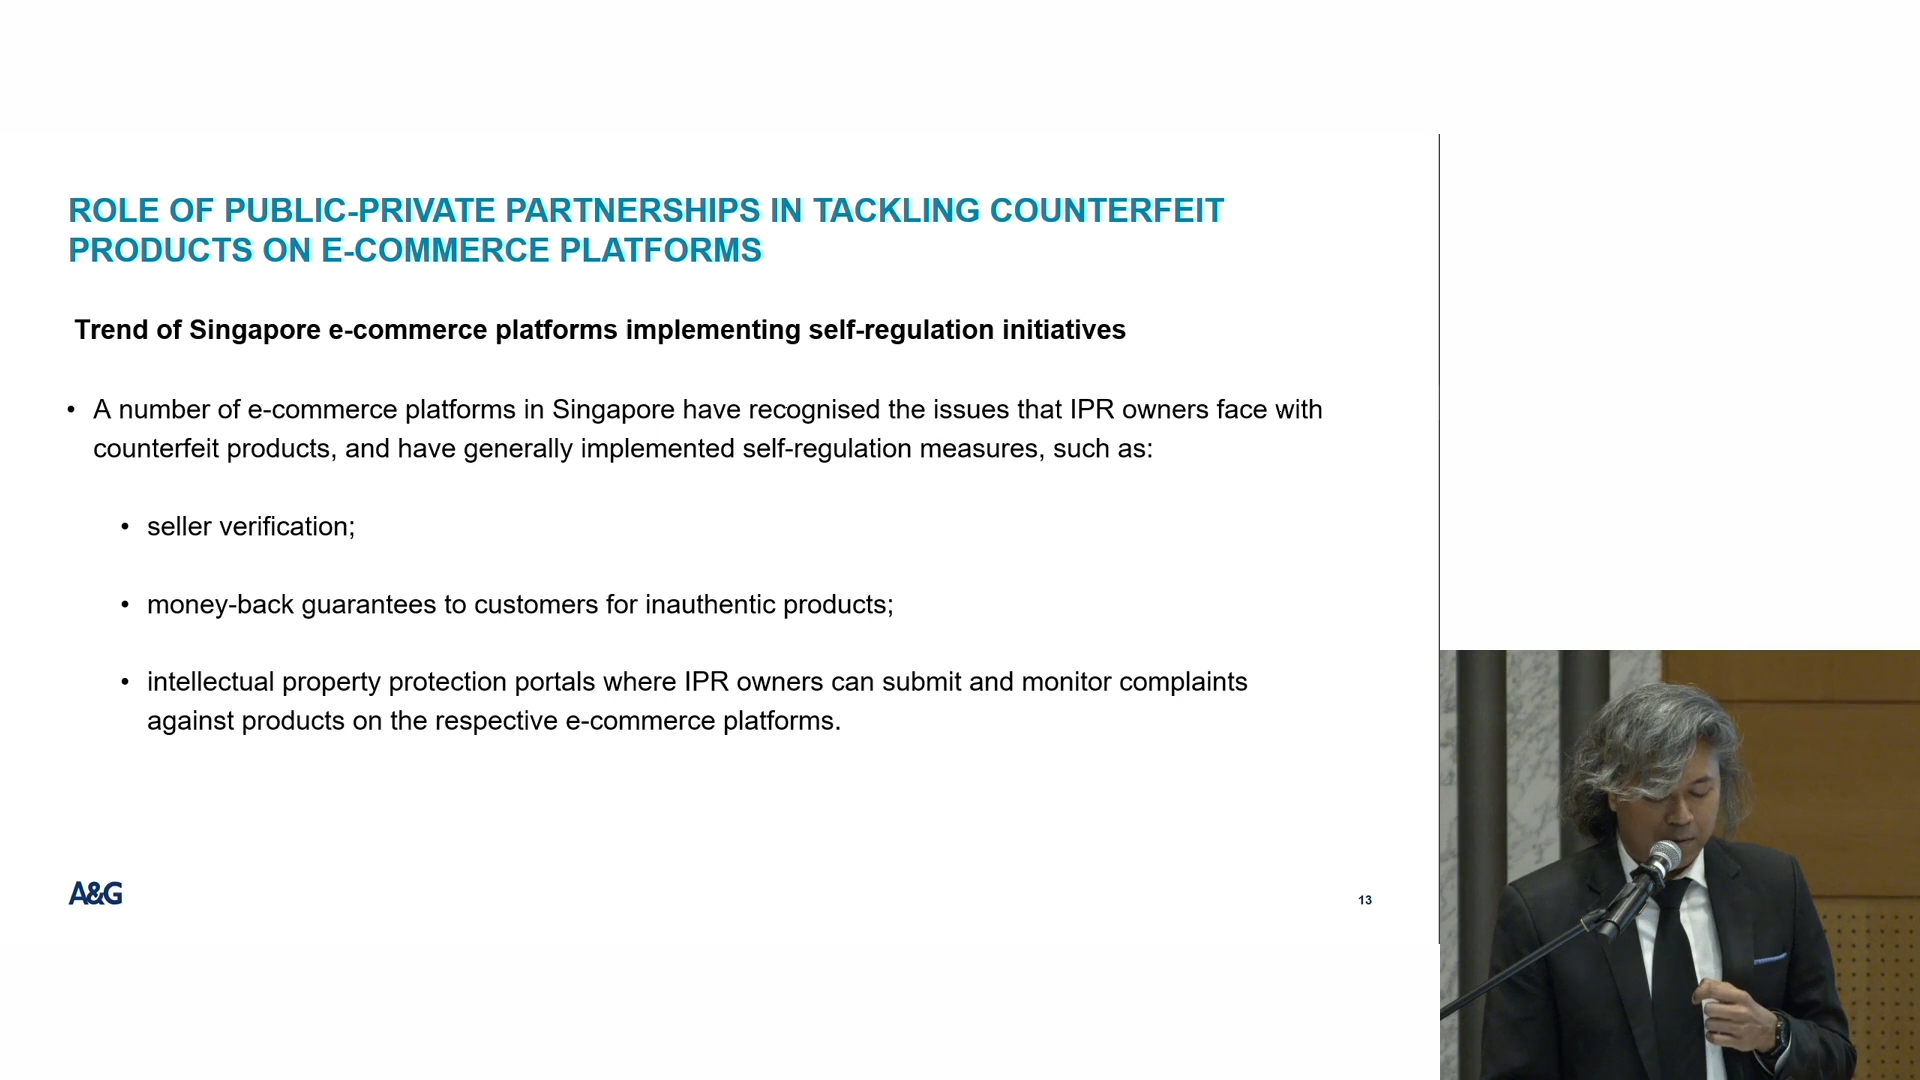 ROLE OF PUBLIC-PRIVATE PARTNERSHIPS IN TACKLING COUNTERFEIT
PRODUCTS ON E-COMMERCE PLATFORMS
Trend of Singapore e-commerce platforms implementing self-regulation initiatives
• A number of e-commerce platforms in Singapore have recognised the issues that IPR owners face with
counterfeit products, and have generally implemented self-regulation measures, such as:
• seller verification;
• money-back guarantees to customers for inauthentic products;
• intellectual property protection portals where IPR owners can submit and monitor complaints
against products on the respective e-commerce platforms.
A&G
13